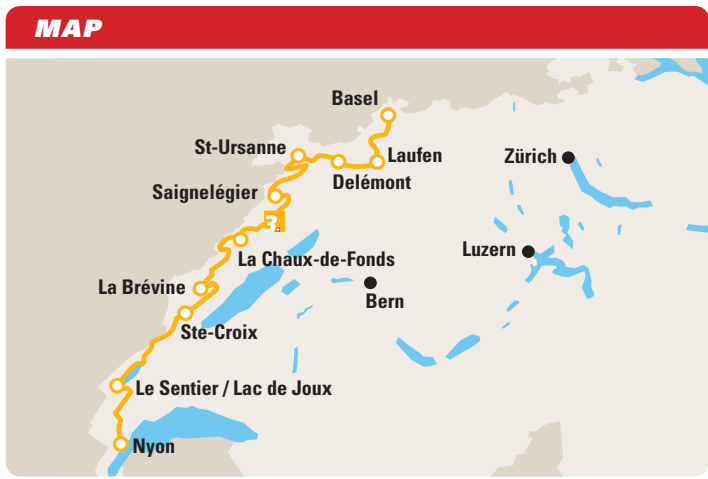 MAP
Basel
St-Ursanne
Laufen
Zürich
Delémont
Saignelégier
3
Luzern
La Chaux-de-Fonds
La Brévine
Bern
Ste-Croix
Le Sentier / Lac de Joux
Nyon